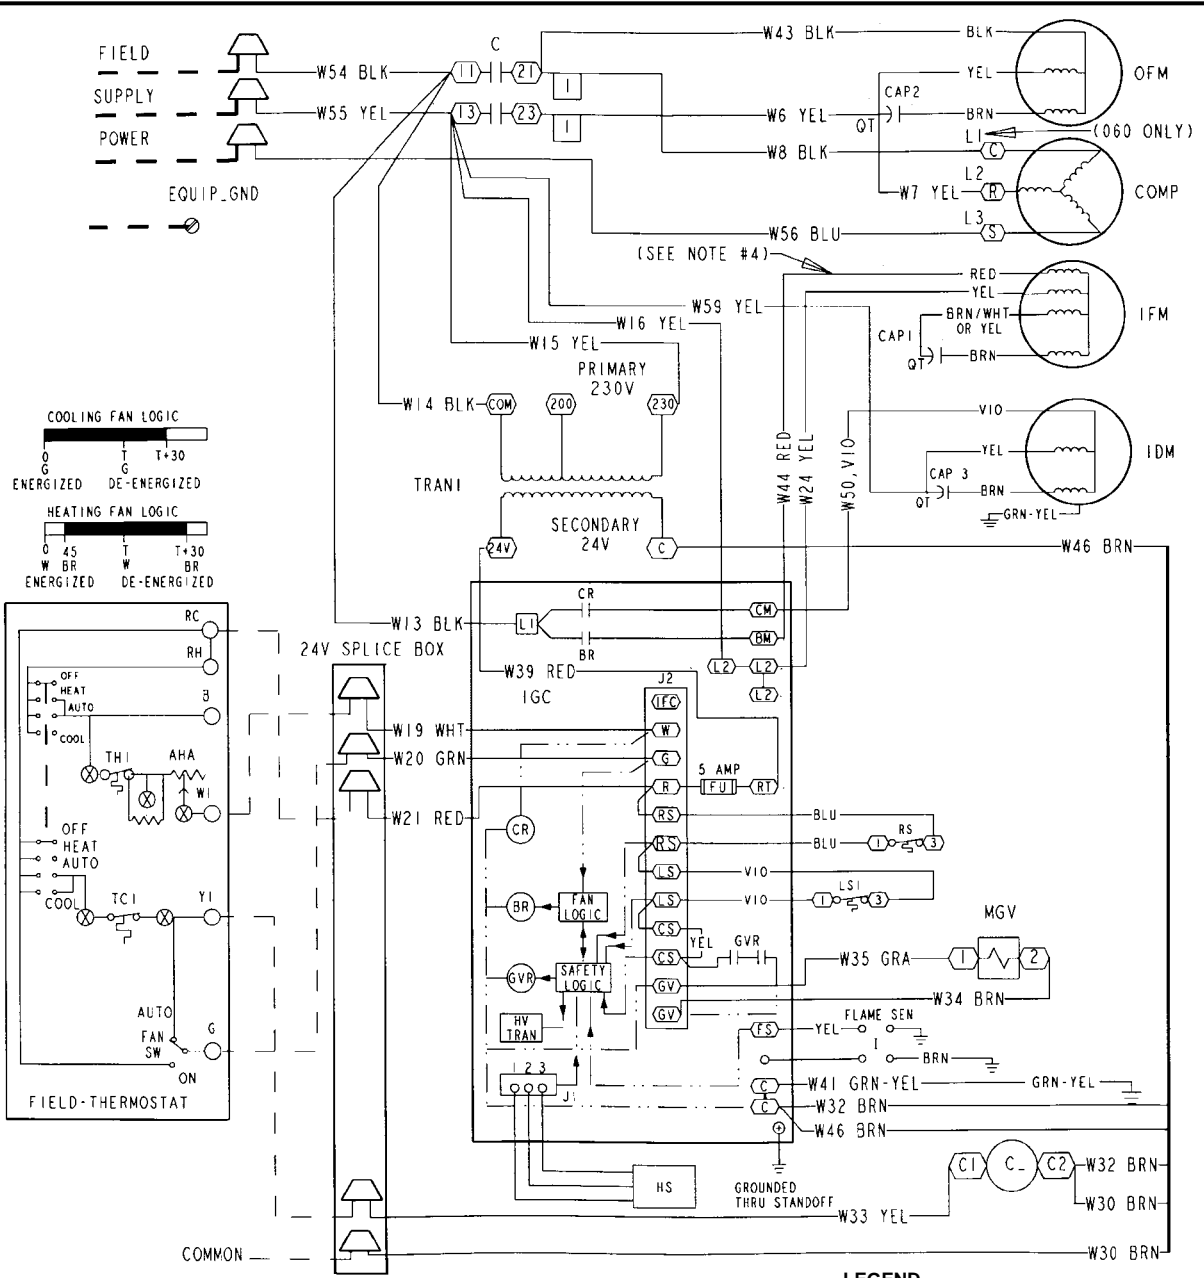 FIELD
SUPPLY
POWER
EQUIP_GND
W54 BLK
W55 YEL
C
11
21
13
23
1
1
W43 BLK
BLK
YEL
CAP2
W6 YEL
QT
BRN
OFM
L1
(060 ONLY)
W8 BLK
C
L2
W7 YEL
R
COMP
L3
W56 BLU
S
(SEE NOTE #4)
RED
YEL
BRN/WHT
OR YEL
CAP1
QT
BRN
IFM
W59 YEL
W16 YEL
W15 YEL
PRIMARY
230V
W14 BLK
COM
200
230
TRAN1
SECONDARY
24V
24V
C
W44 RED
W24 YEL
W50,VIO
VIO
YEL
CAP 3
QT
BRN
GRN-YEL
IDM
W46 BRN
COOLING FAN LOGIC
0
G
ENERGIZED
T
G
DE-ENERGIZED
T+30
HEATING FAN LOGIC
0
W
45
BR
ENERGIZED
T
W
DE-ENERGIZED
T+30
BR
RC
RH
OFF
HEAT
AUTO
COOL
B
TH1
AHA
W1
OFF
HEAT
AUTO
COOL
TC1
Y1
AUTO
FAN
SW
G
ON
FIELD-THERMOSTAT
24V SPLICE BOX
W13 BLK
L1
CR
BR
CM
BM
L2
L2
L2
W39 RED
IGC
J2
IFC
W19 WHT
W
W20 GRN
G
W21 RED
R
5 AMP
FU
RT
RS
BLU
RS
BLU
1
RS
3
LS
VIO
LS
VIO
1
LS1
3
CS
YEL
CS
GVR
GV
W35 GRA
1
2
MGV
GV
W34 BRN
CR
BR
FAN
LOGIC
GVR
SAFETY
LOGIC
HV
TRAN
FS
YEL
FLAME SEN
I
BRN
1 2 3
J1
C
W41 GRN-YEL
GRN-YEL
C
W32 BRN
W46 BRN
GROUNDED
THRU STANDOFF
HS
C1
C_
C2
W32 BRN
W30 BRN
W33 YEL
COMMON
W30 BRN
LEGEND